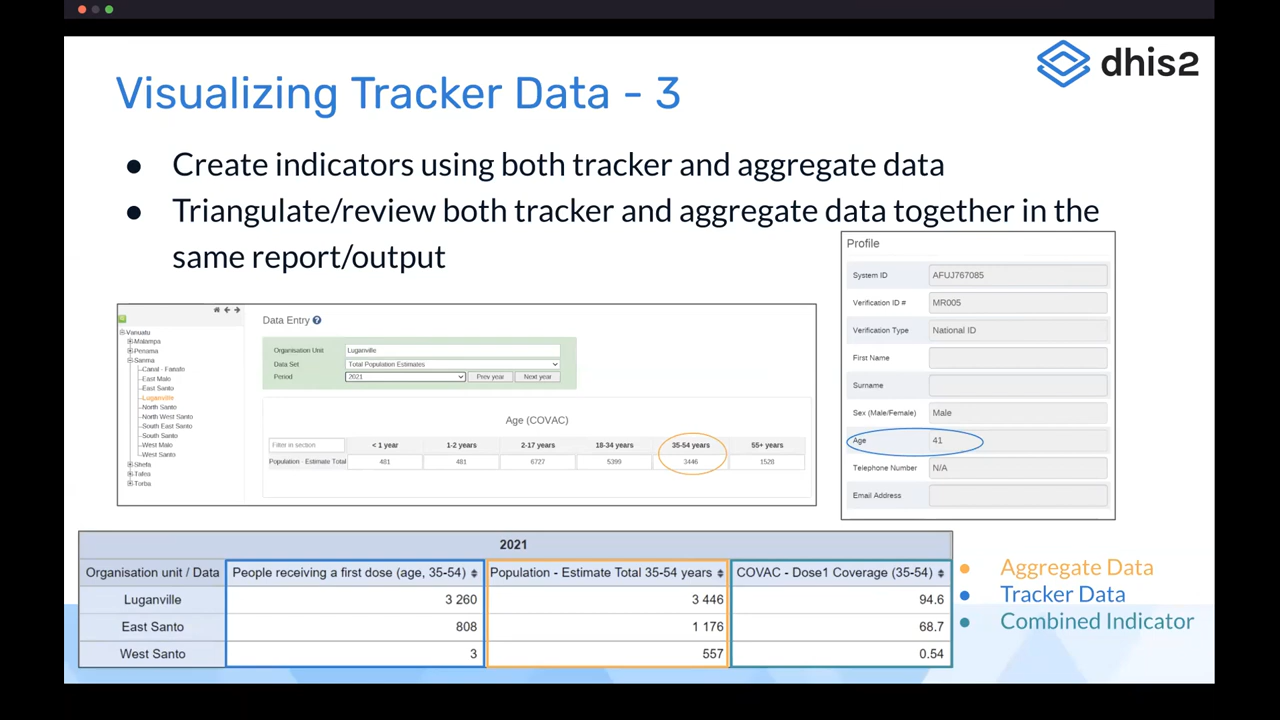 dhis2
Visualizing Tracker Data - 3
● Create indicators using both tracker and aggregate data
● Triangulate/review both tracker and aggregate data together in the
same report/output
Vanuatu
Malampa
Penama
Sanma
Canal - Fanafo
East Malo
East Santo
Luganville
North Santo
North West Santo
South East Santo
South Santo
West Malo
West Santo
Shefa
Tafea
Torba
Data Entry ?
Organisation Unit Luganville
Data Set Total Population Estimates
Period 2021 Prev year Next year
Age (COVAC)
Filter in section < 1 year 1-2 years 2-17 years 18-34 years 35-54 years 55+ years
Population - Estimate Total 481 481 6727 5399 3446 1528
Profile
System ID AFUJ767085
Verification ID # MR005
Verification Type National ID
First Name
Surname
Sex (Male/Female) Male
Age 41
Telephone Number N/A
Email Address
2021
Organisation unit / Data People receiving a first dose (age, 35-54) Population - Estimate Total 35-54 years COVAC - Dose1 Coverage (35-54)
Luganville 3 260 3 446 94.6
East Santo 808 1 176 68.7
West Santo 3 557 0.54
● Aggregate Data
● Tracker Data
● Combined Indicator